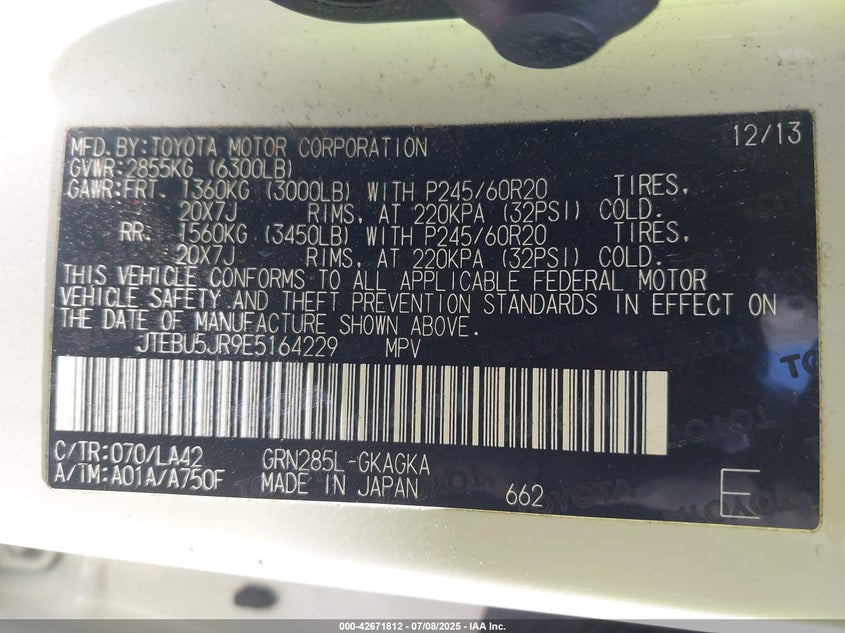 MFD. BY: TOYOTA MOTOR CORPORATION 12/13
GVWR: 2855KG (6300LB)
GAWR: FRT. 1360KG (3000LB) WITH P245/60R20 TIRES,
20X7J RIMS, AT 220KPA (32PSI) COLD.
RR. 1560KG (3450LB) WITH P245/60R20 TIRES,
20X7J RIMS, AT 220KPA (32PSI) COLD.
THIS VEHICLE CONFORMS TO ALL APPLICABLE FEDERAL MOTOR
VEHICLE SAFETY AND THEFT PREVENTION STANDARDS IN EFFECT ON
THE DATE OF MANUFACTURE SHOWN ABOVE.
JTEBU5JR9E5164229 MPV
C/TR: 070/LA42 GRN285L-GKAGKA
A/TM: A01A/A750F MADE IN JAPAN 662 E
TOYOTA
000-42671812 - 07/08/2025 - IAA Inc.